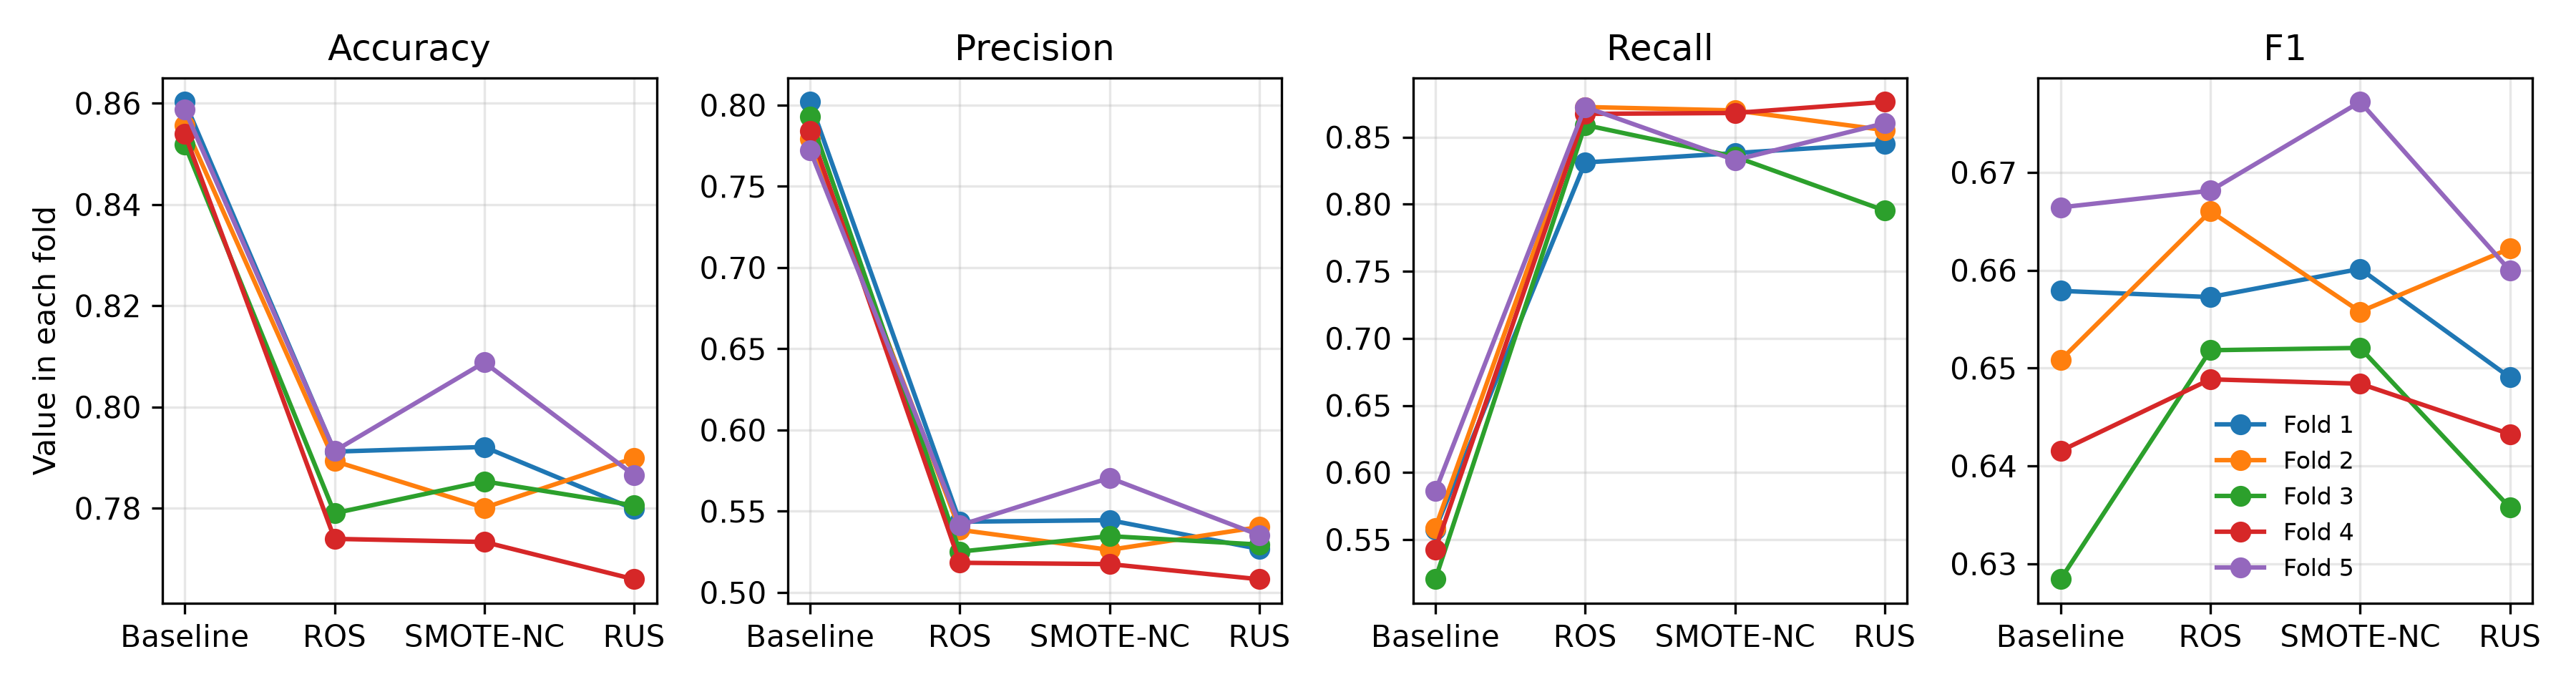 Accuracy
Value in each fold
0.86
0.84
0.82
0.80
0.78
Baseline ROS SMOTE-NC RUS
Precision
0.80
0.75
0.70
0.65
0.60
0.55
0.50
Baseline ROS SMOTE-NC RUS
Recall
0.85
0.80
0.75
0.70
0.65
0.60
0.55
Baseline ROS SMOTE-NC RUS
F1
0.67
0.66
0.65
0.64
0.63
Fold 1
Fold 2
Fold 3
Fold 4
Fold 5
Baseline ROS SMOTE-NC RUS